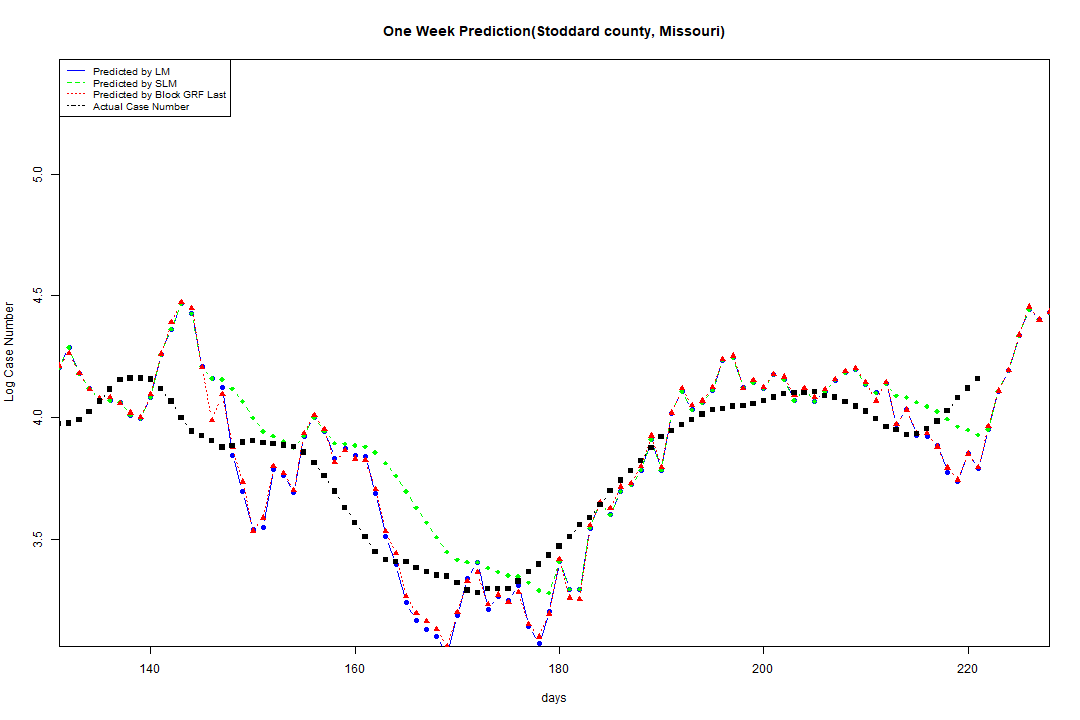 One Week Prediction(Stoddard county, Missouri)
Predicted by LM
Predicted by SLM
Predicted by Block GRF Last
Actual Case Number
5.0
4.5
4.0
3.5
Log Case Number
140 160 180 200 220
days